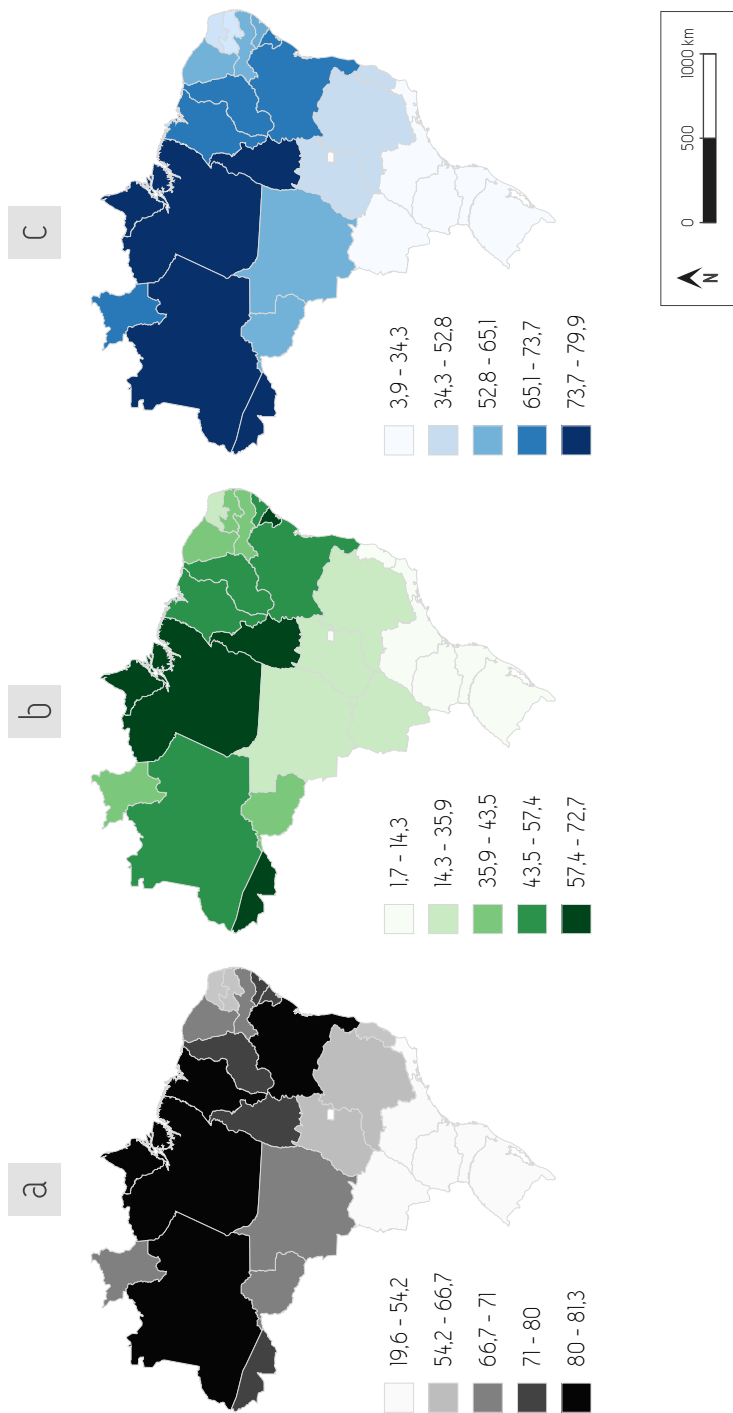 a
19,6 - 54,2
54,2 - 66,7
66,7 - 71
71 - 80
80 - 81,3
b
1,7 - 14,3
14,3 - 35,9
35,9 - 43,5
43,5 - 57,4
57,4 - 72,7
c
3,9 - 34,3
34,3 - 52,8
52,8 - 65,1
65,1 - 73,7
73,7 - 79,9
N
0 500 1000 km